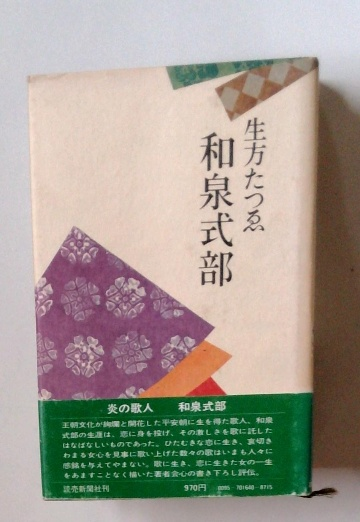 生方たつゑ
和泉式部
炎の歌人 和泉式部
王朝文化が絢爛と開花した平安朝に生を得た歌人、和泉
式部の生涯は、恋に身を投げ、その激しさを歌に託した
はなばなしいものであった。ひたむきな恋に生き、哀切き
わまる女心を見事に歌い上げた数々の歌はいまも人々に
感銘を与えてやまない。歌に生き、恋に生きた女の一生
をあますことなく描いた著者会心の書き下ろし評伝。
読売新聞社刊 970円 0095-701640-8715